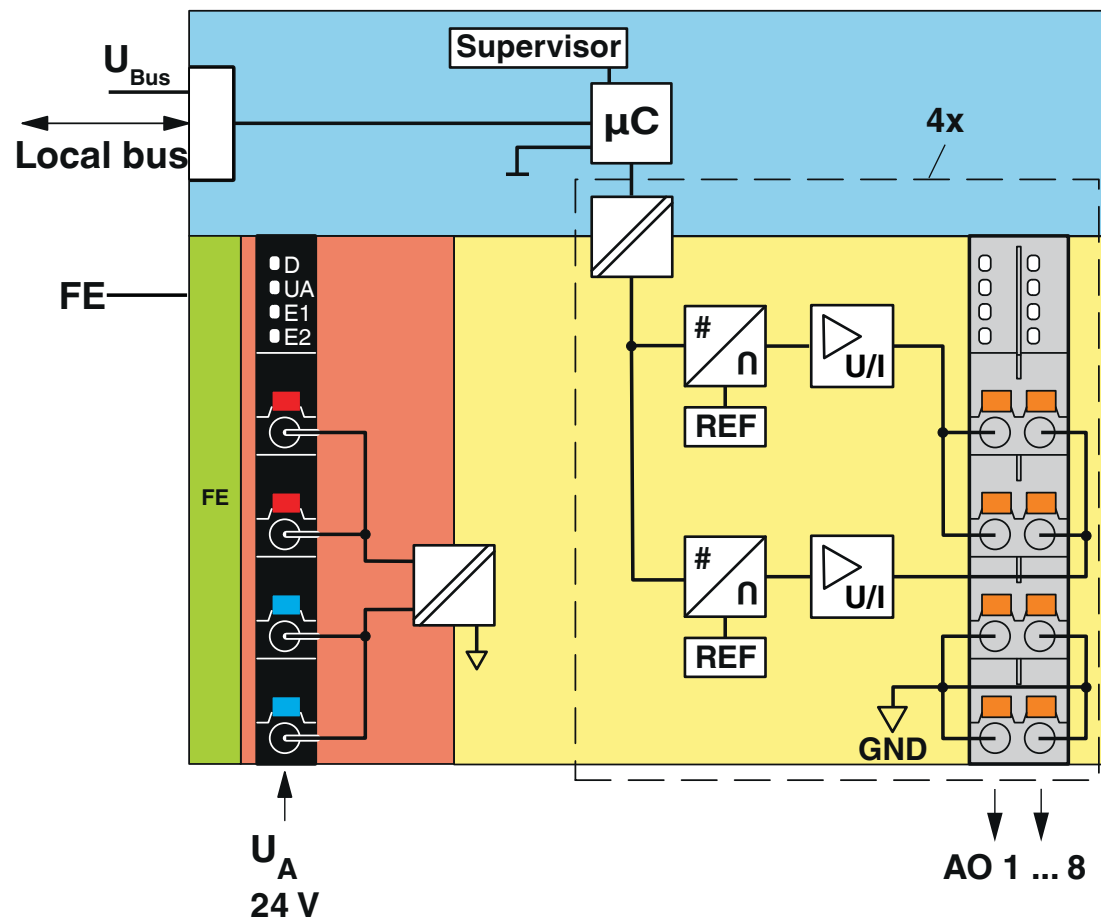 Supervisor
U Bus
µC
4x
Local bus
D
UA
E1
E2
FE
#
∩
U/I
REF
FE
#
∩
U/I
REF
GND
U A
24 V
AO 1 ... 8